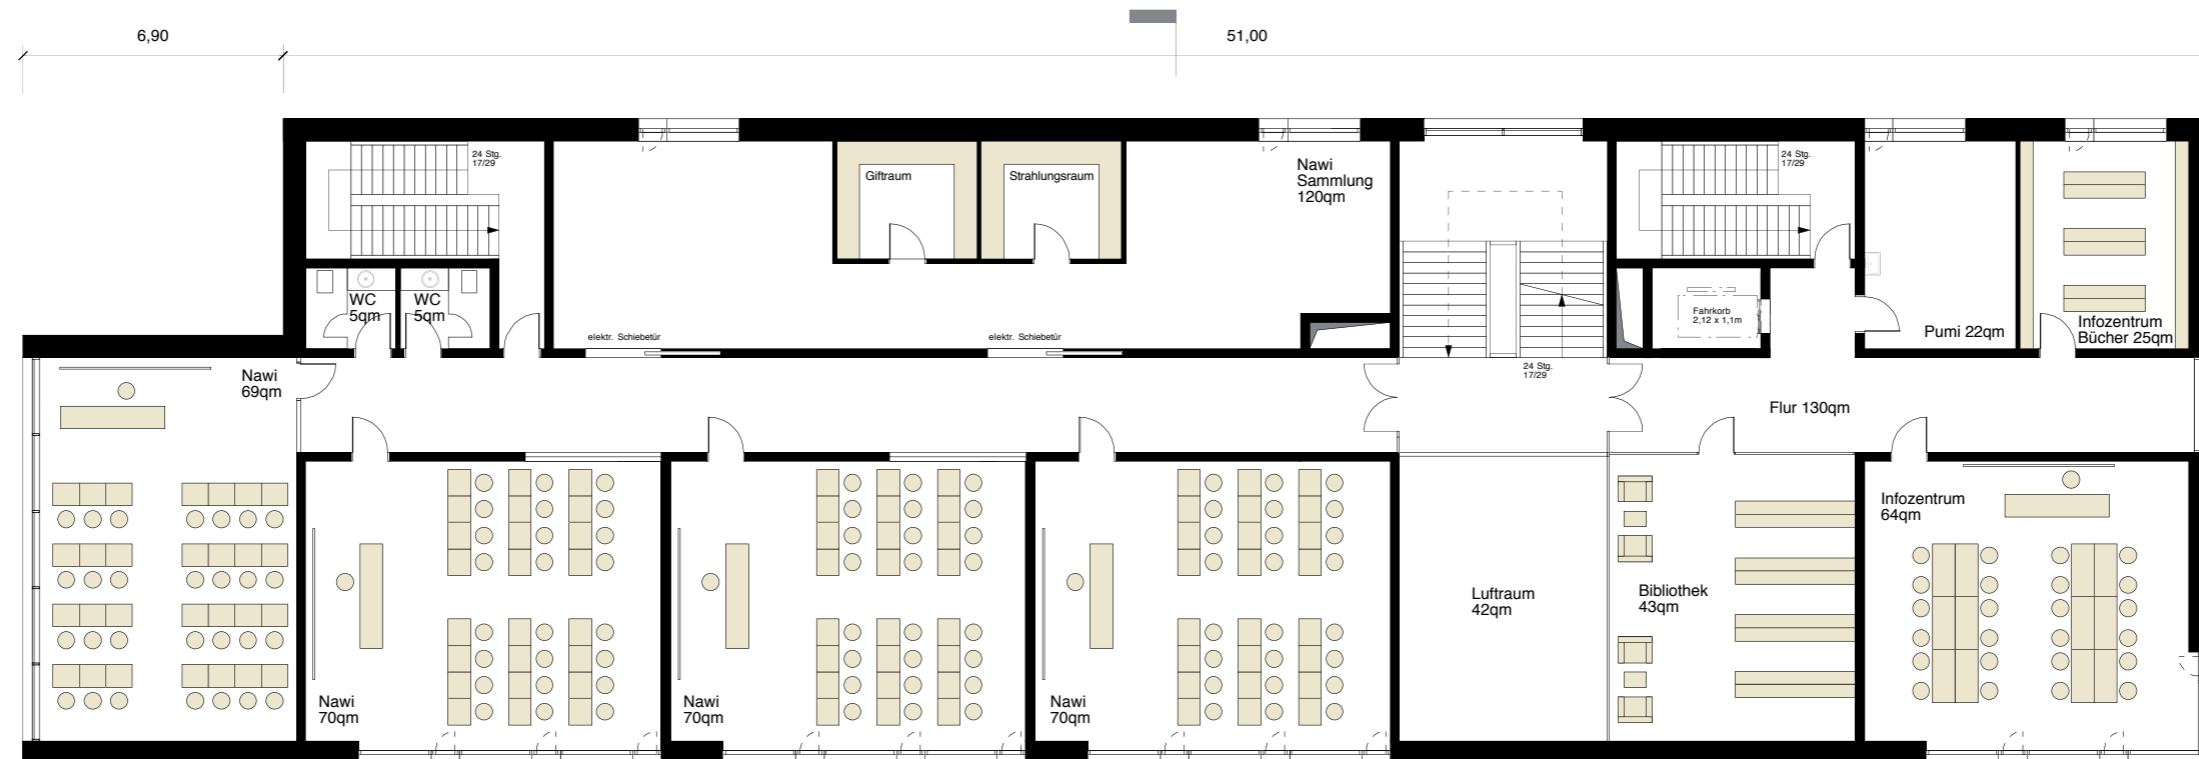 6,90
51,00
24 Stg.
17/29
Giftraum
Strahlungsraum
Nawi
Sammlung
120qm
24 Stg.
17/29
WC
5qm
WC
5qm
elektr. Schiebetür
elektr. Schiebetür
Fahrkorb
2,12 x 1,1m
Pumi 22qm
Infozentrum
Bücher 25qm
Nawi
69qm
24 Stg.
17/29
Flur 130qm
Infozentrum
64qm
Luftraum
42qm
Bibliothek
43qm
Nawi
70qm
Nawi
70qm
Nawi
70qm